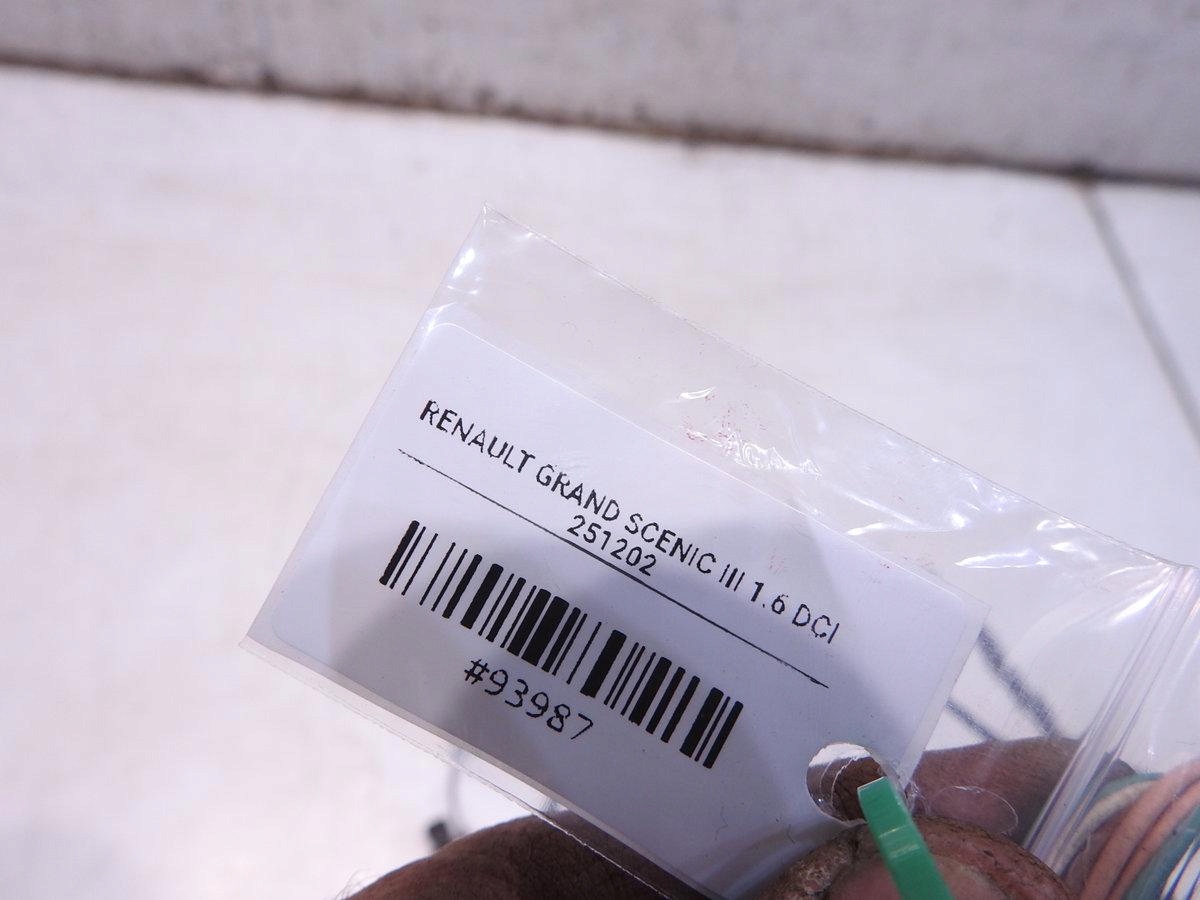 RENAULT GRAND SCENIC III 1.6 DCI
251202
#93987